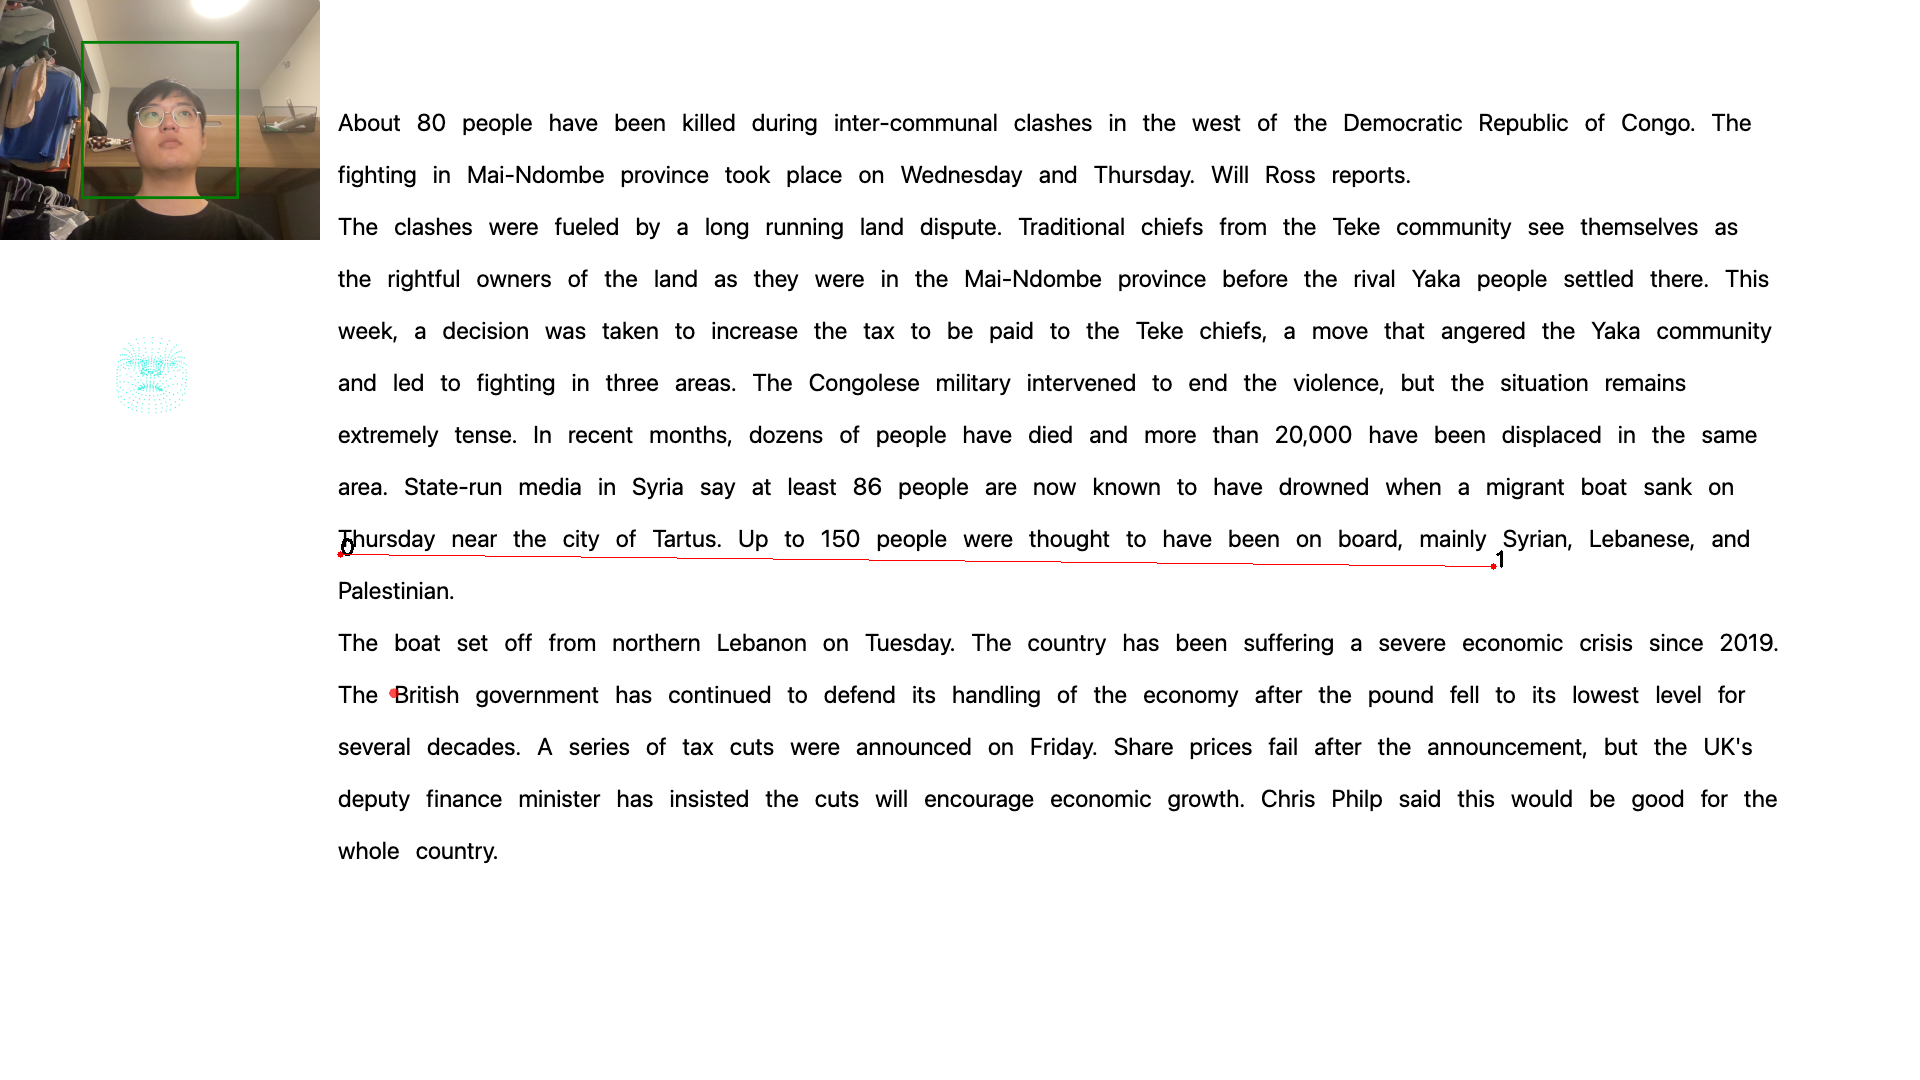 About 80 people have been killed during inter-communal clashes in the west of the Democratic Republic of Congo. The
fighting in Mai-Ndombe province took place on Wednesday and Thursday. Will Ross reports.
The clashes were fueled by a long running land dispute. Traditional chiefs from the Teke community see themselves as
the rightful owners of the land as they were in the Mai-Ndombe province before the rival Yaka people settled there. This
week, a decision was taken to increase the tax to be paid to the Teke chiefs, a move that angered the Yaka community
and led to fighting in three areas. The Congolese military intervened to end the violence, but the situation remains
extremely tense. In recent months, dozens of people have died and more than 20,000 have been displaced in the same
area. State-run media in Syria say at least 86 people are now known to have drowned when a migrant boat sank on
Thursday near the city of Tartus. Up to 150 people were thought to have been on board, mainly Syrian, Lebanese, and
0 1
Palestinian.
The boat set off from northern Lebanon on Tuesday. The country has been suffering a severe economic crisis since 2019.
The British government has continued to defend its handling of the economy after the pound fell to its lowest level for
several decades. A series of tax cuts were announced on Friday. Share prices fail after the announcement, but the UK's
deputy finance minister has insisted the cuts will encourage economic growth. Chris Philp said this would be good for the
whole country.